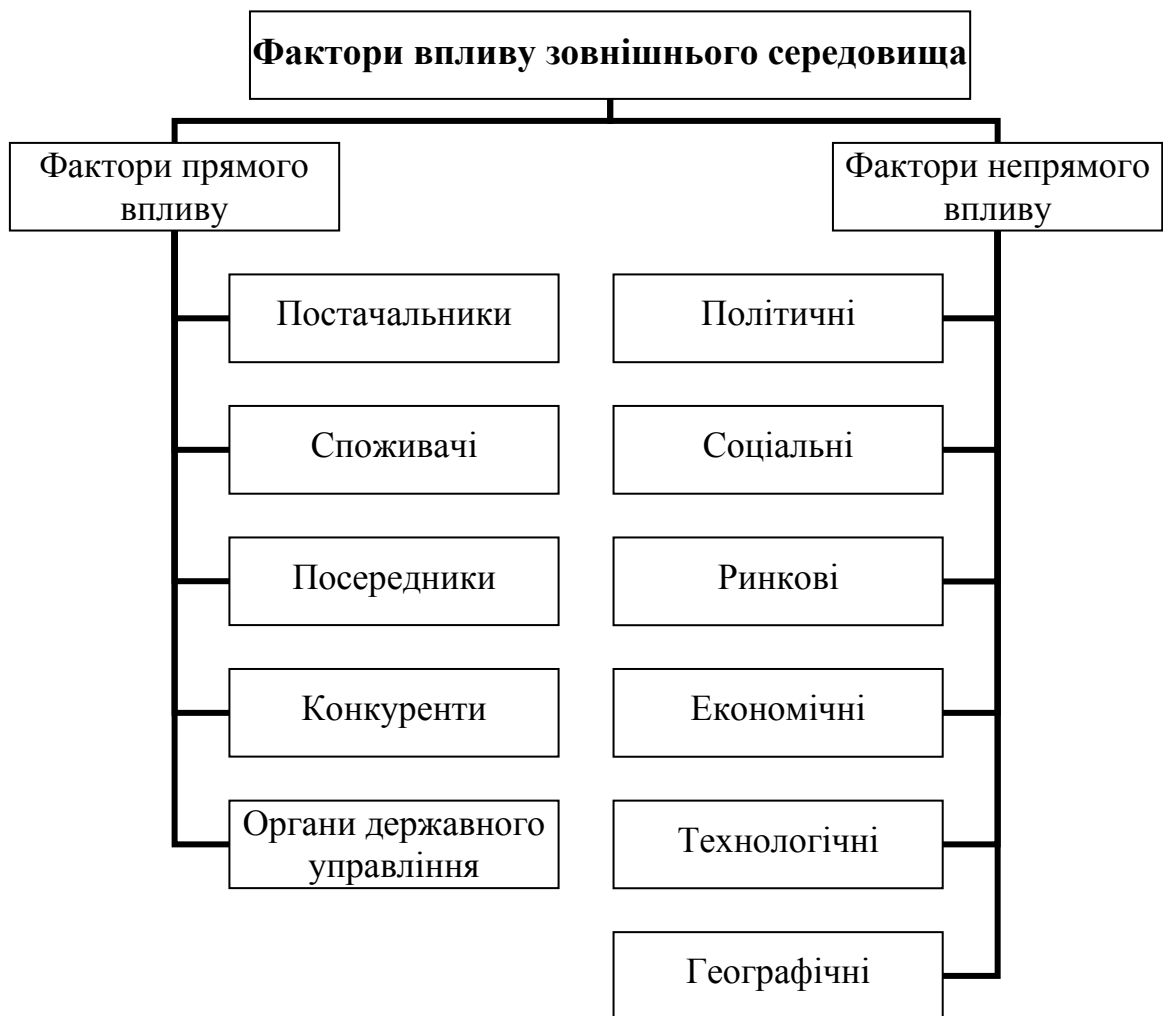 Фактори впливу зовнішнього середовища
Фактори прямого
впливу
Фактори непрямого
впливу
Постачальники
Політичні
Споживачі
Соціальні
Посередники
Ринкові
Конкуренти
Економічні
Органи державного
управління
Технологічні
Географічні